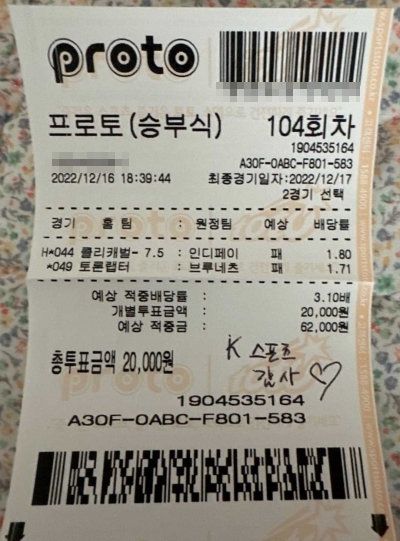 proto
프로토(승부식) 104회차
1904535164
A30F-0ABC-F801-583
2022/12/16 18:39:44 최종경기일자:2022/12/17
2경기 선택
경기 홈팀 : 원정팀 예상 배당률
H*044 클리캐벌- 7.5 : 인디페이 패 1.80
*049 토론랩터 : 브루네츠 패 1.71
예상 적중배당률 : 3.10배
개별투표금액 : 20,000원
예상 적중금 : 62,000원
총투표금액 20,000원
K 스포츠
감사♡
1904535164
A30F-0ABC-F801-583